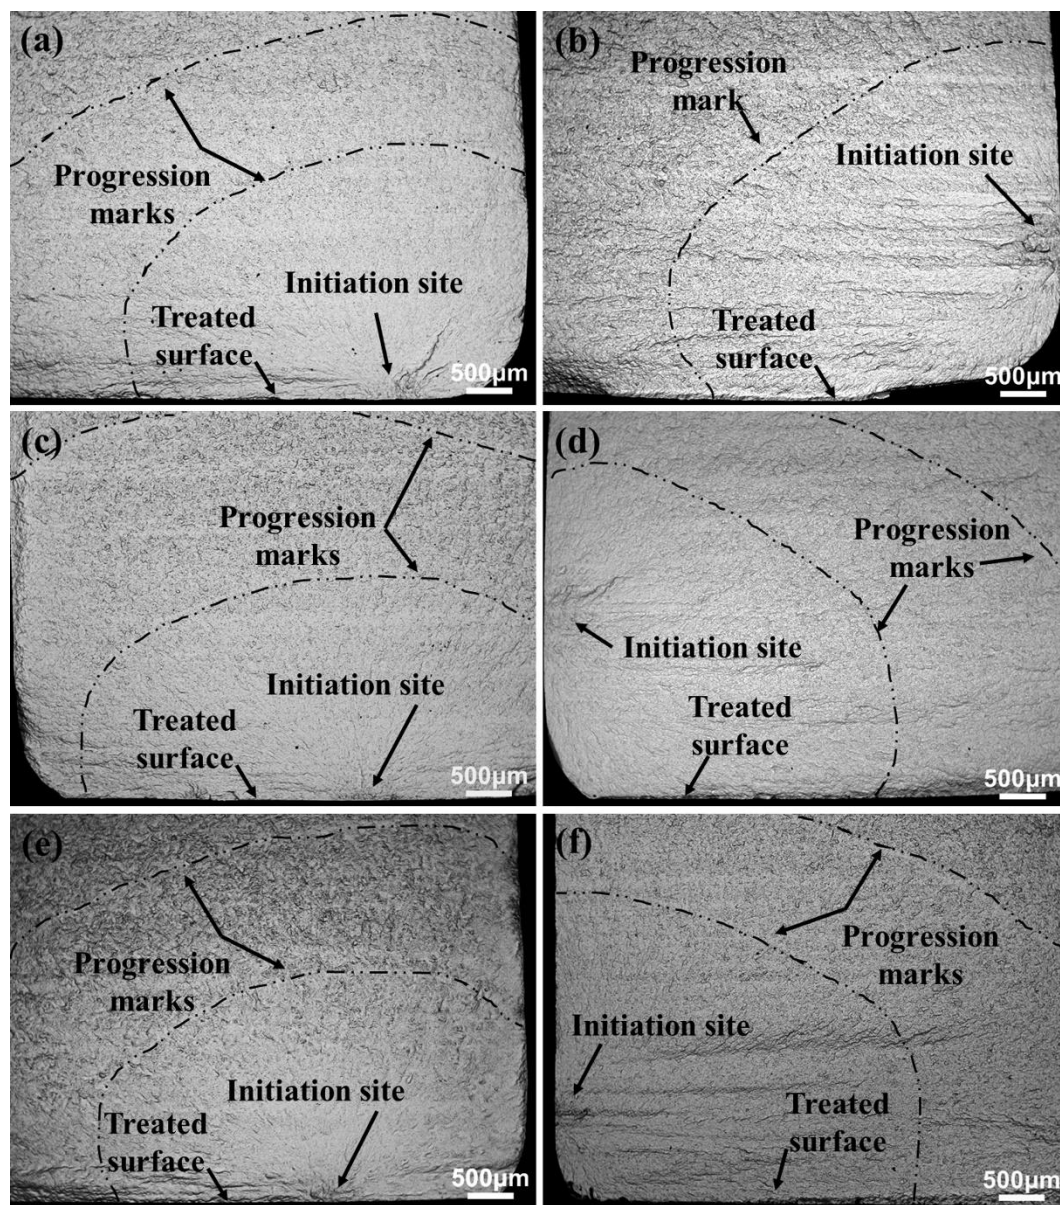 (a)
Progression
marks
Initiation site
Treated
surface
500µm
(b)
Progression
mark
Initiation site
Treated
surface
500µm
(c)
Progression
marks
Initiation site
Treated
surface
500µm
(d)
Progression
marks
Initiation site
Treated
surface
500µm
(e)
Progression
marks
Initiation site
Treated
surface
500µm
(f)
Progression
marks
Initiation site
Treated
surface
500µm